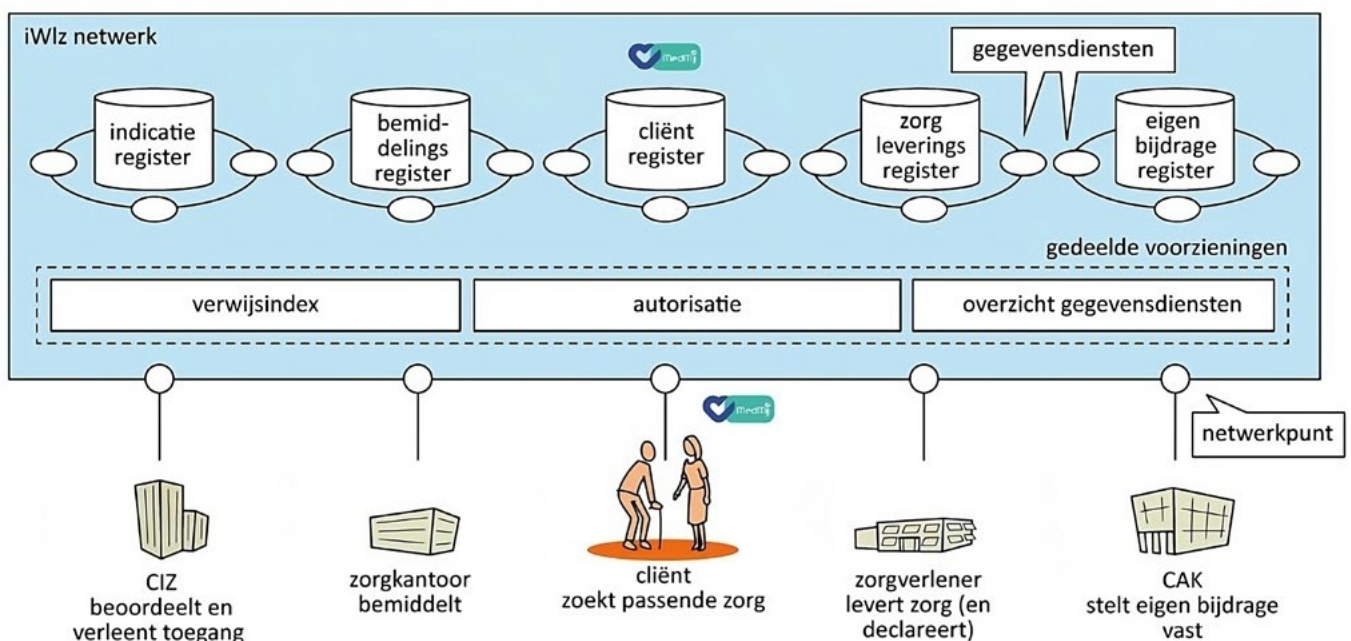 iWlz netwerk
medmij
gegevensdiensten
indicatie
register
bemid-
delings
register
cliënt
register
zorg
leverings
register
eigen
bijdrage
register
gedeelde voorzieningen
verwijsindex
autorisatie
overzicht gegevensdiensten
medmij
netwerkpunt
CIZ
beoordeelt en
verleent toegang
zorgkantoor
bemiddelt
cliënt
zoekt passende zorg
zorgverlener
levert zorg (en
declareert)
CAK
stelt eigen bijdrage
vast